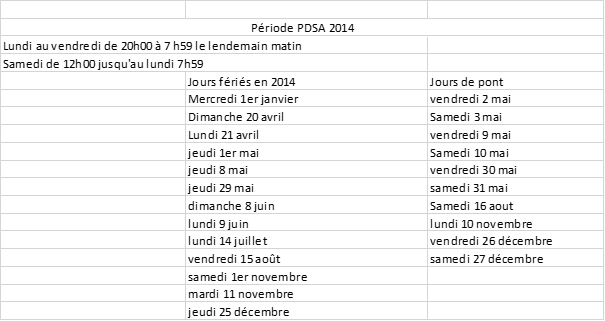 Période PDSA 2014
Lundi au vendredi de 20h00 à 7 h59 le lendemain matin
Samedi de 12h00 jusqu'au lundi 7h59
Jours fériés en 2014 Jours de pont
Mercredi 1er janvier vendredi 2 mai
Dimanche 20 avril Samedi 3 mai
Lundi 21 avril vendredi 9 mai
jeudi 1er mai Samedi 10 mai
jeudi 8 mai vendredi 30 mai
jeudi 29 mai samedi 31 mai
dimanche 8 juin Samedi 16 aout
lundi 9 juin lundi 10 novembre
lundi 14 juillet vendredi 26 décembre
vendredi 15 août samedi 27 décembre
samedi 1er novembre
mardi 11 novembre
jeudi 25 décembre